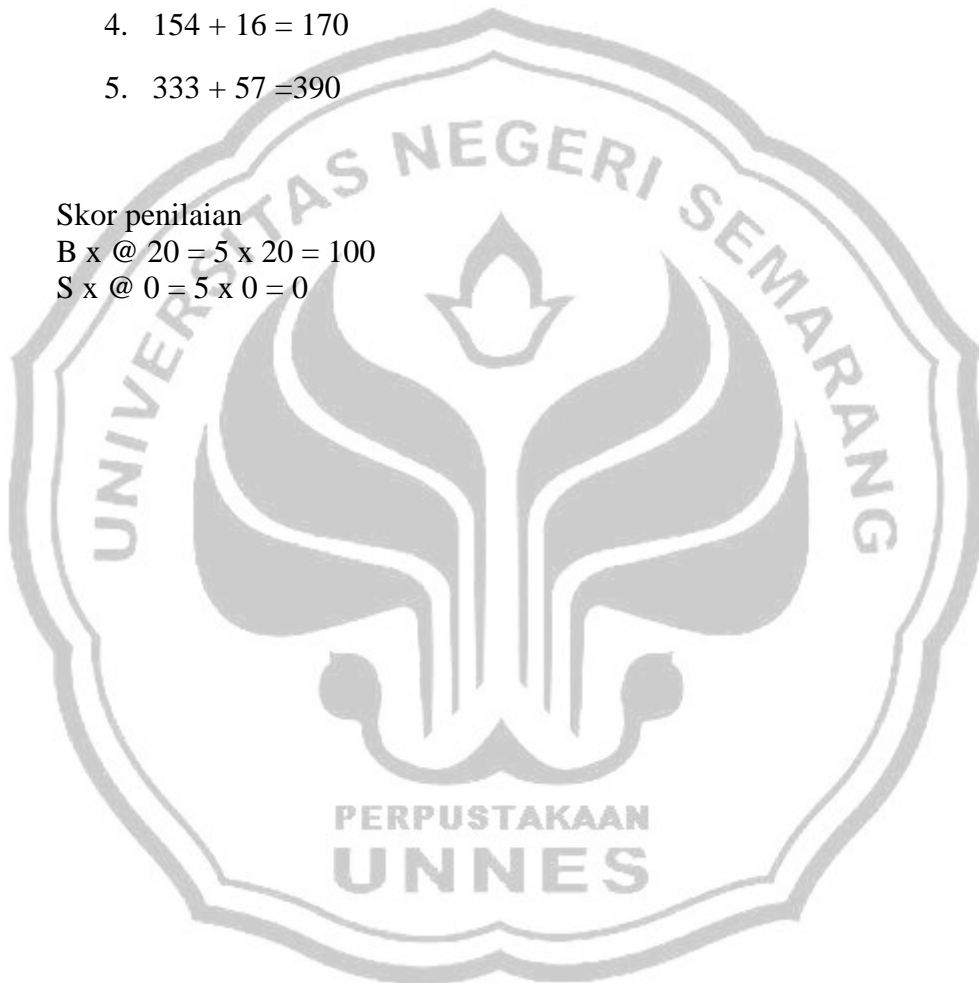 4. 154 + 16 = 170
5. 333 + 57 =390
Skor penilaian
B x @ 20 = 5 x 20 = 100
S x @ 0 = 5 x 0 = 0
UNIVERSITAS NEGERI SEMARANG
PERPUSTAKAAN
UNNES